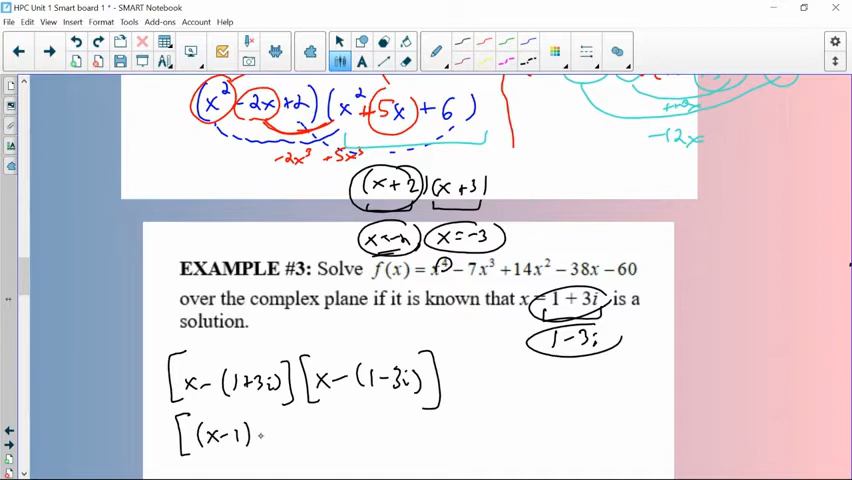 HPC Unit 1 Smart board 1 * - SMART Notebook
File Edit View Insert Format Tools Add-ons Account Help
(x² -2x +2) (x² +5x +6)
-2x³ +5x³
-12x
(x+2) (x+3)
x=-2 x=-3
EXAMPLE #3: Solve f(x) = x⁴ − 7x³ + 14x² − 38x − 60
over the complex plane if it is known that x = 1 + 3i is a
solution.
1-3i
[x-(1+3i)] [x-(1-3i)]
[(x-1)